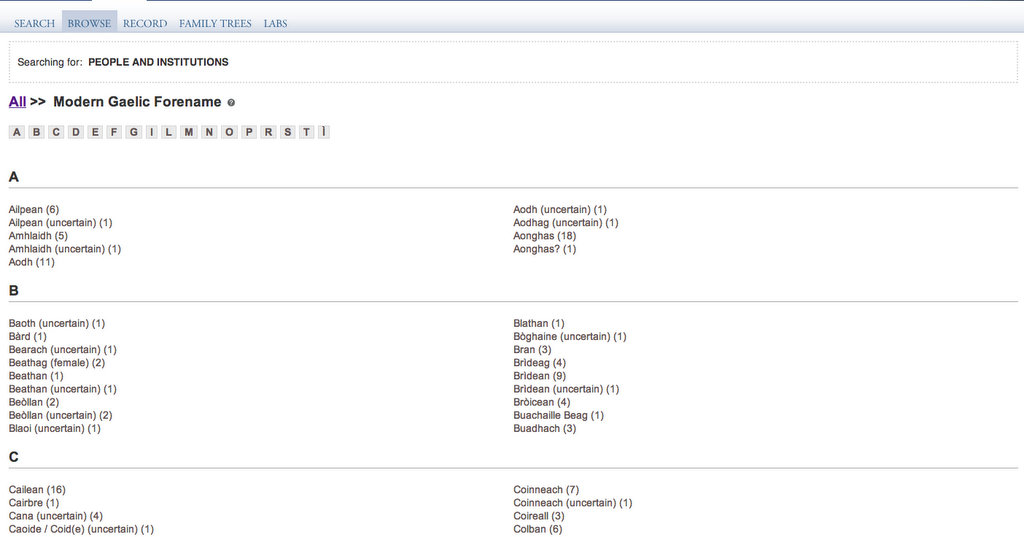 SEARCH BROWSE RECORD FAMILY TREES LABS
Searching for: PEOPLE AND INSTITUTIONS
All >> Modern Gaelic Forename ?
A B C D E F G I L M N O P R S T Ì
A
Ailpean (6)
Ailpean (uncertain) (1)
Amhlaidh (5)
Amhlaidh (uncertain) (1)
Aodh (11)
Aodh (uncertain) (1)
Aodhag (uncertain) (1)
Aonghas (18)
Aonghas? (1)
B
Baoth (uncertain) (1)
Bàrd (1)
Bearach (uncertain) (1)
Beathag (female) (2)
Beathan (1)
Beathan (uncertain) (1)
Beòllan (2)
Beòllan (uncertain) (2)
Blaoi (uncertain) (1)
Blathan (1)
Bòghaine (uncertain) (1)
Bran (3)
Brìdeag (4)
Brìdean (9)
Brìdean (uncertain) (1)
Bròicean (4)
Buachaille Beag (1)
Buadhach (3)
C
Cailean (16)
Cairbre (1)
Cana (uncertain) (4)
Caoide / Coid(e) (uncertain) (1)
Coinneach (7)
Coinneach (uncertain) (1)
Coireall (3)
Colban (6)